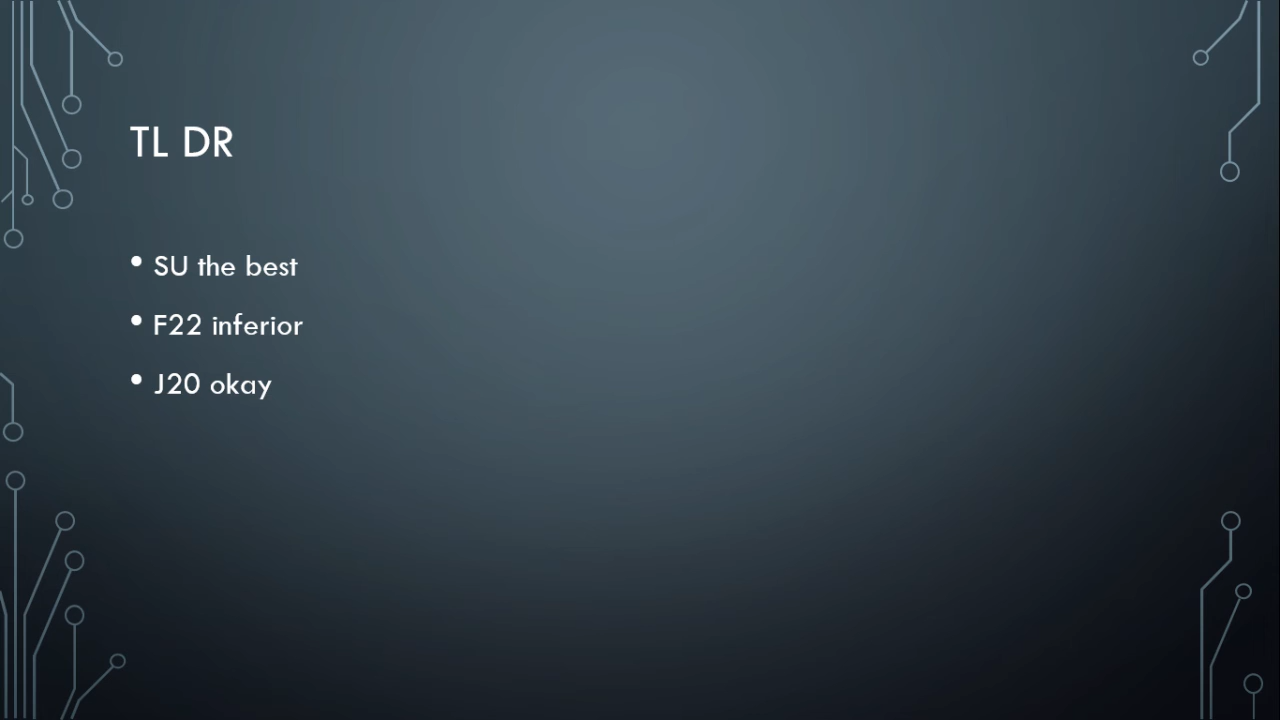 TL DR
• SU the best
• F22 inferior
• J20 okay